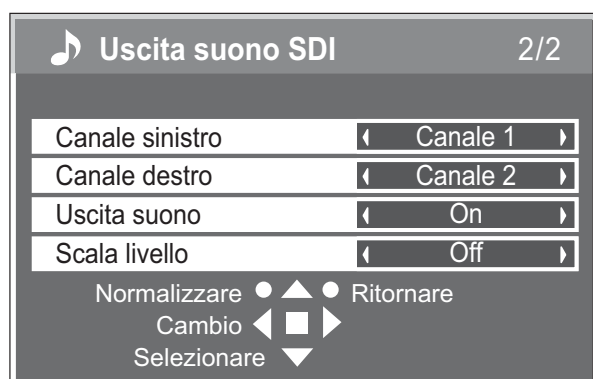 Uscita suono SDI 2/2
Canale sinistro Canale 1
Canale destro Canale 2
Uscita suono On
Scala livello Off
Normalizzare Ritornare
Cambio
Selezionare